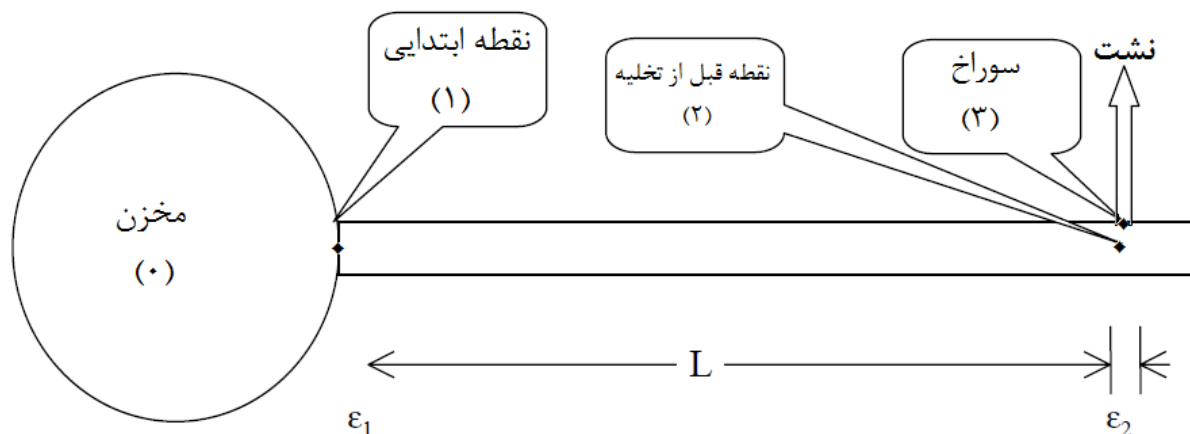 نقطه ابتدایی
(۱)
نقطه قبل از تخلیه
(۲)
سوراخ
(۳)
نشت
مخزن
(۰)
L
ε₁
ε₂